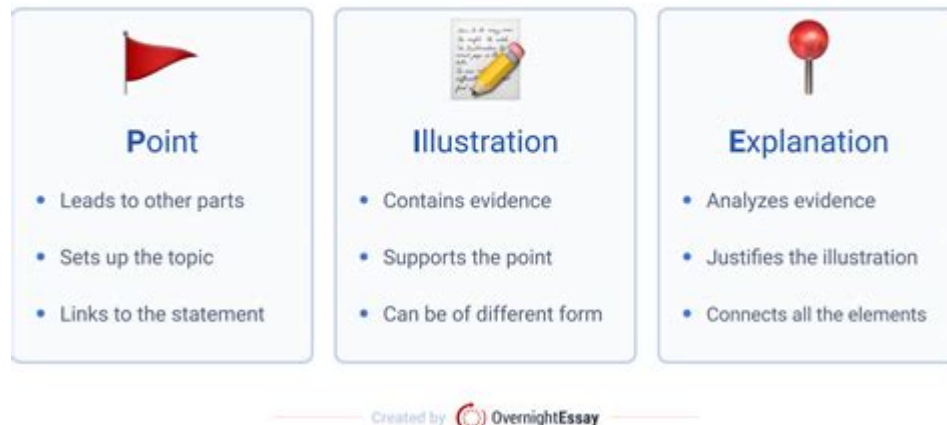 Point
Leads to other parts
Sets up the topic
Links to the statement
Illustration
Contains evidence
Supports the point
Can be of different form
Explanation
Analyzes evidence
Justifies the illustration
Connects all the elements
Created by OvernightEssay